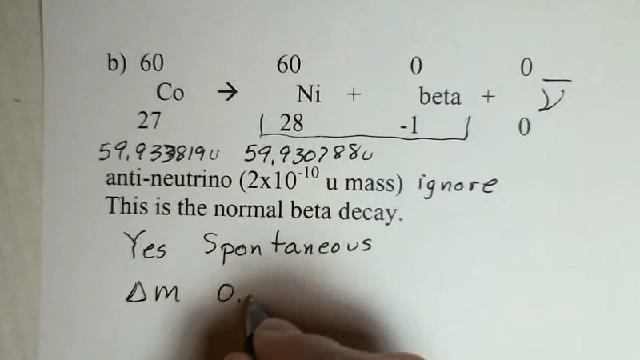 b) 60 60 0 0
Co → Ni + beta + ν̅
27 28 -1 0
59.933819u 59.930788u
anti-neutrino (2x10⁻¹⁰ u mass) ignore
This is the normal beta decay.
Yes Spontaneous
Δm 0.